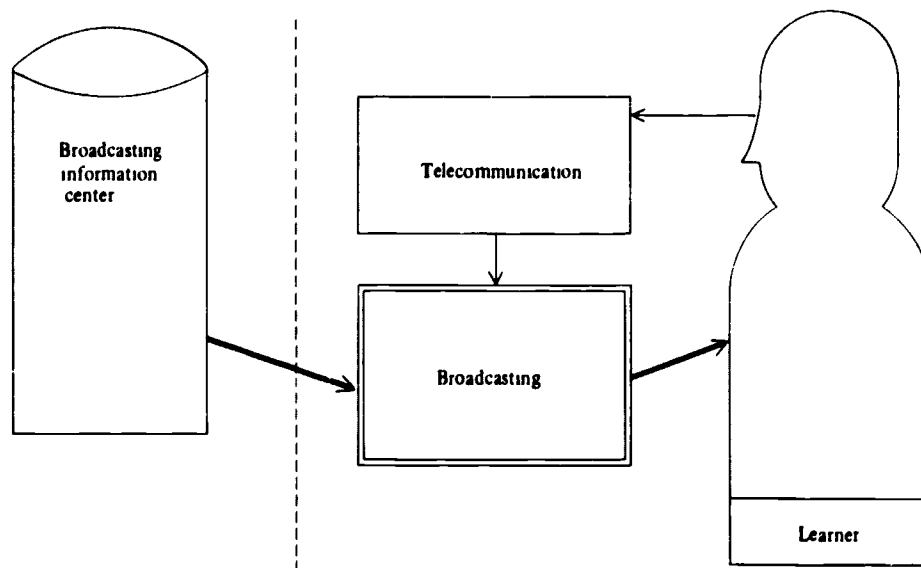 Broadcasting
information
center
Telecommunication
Broadcasting
Learner